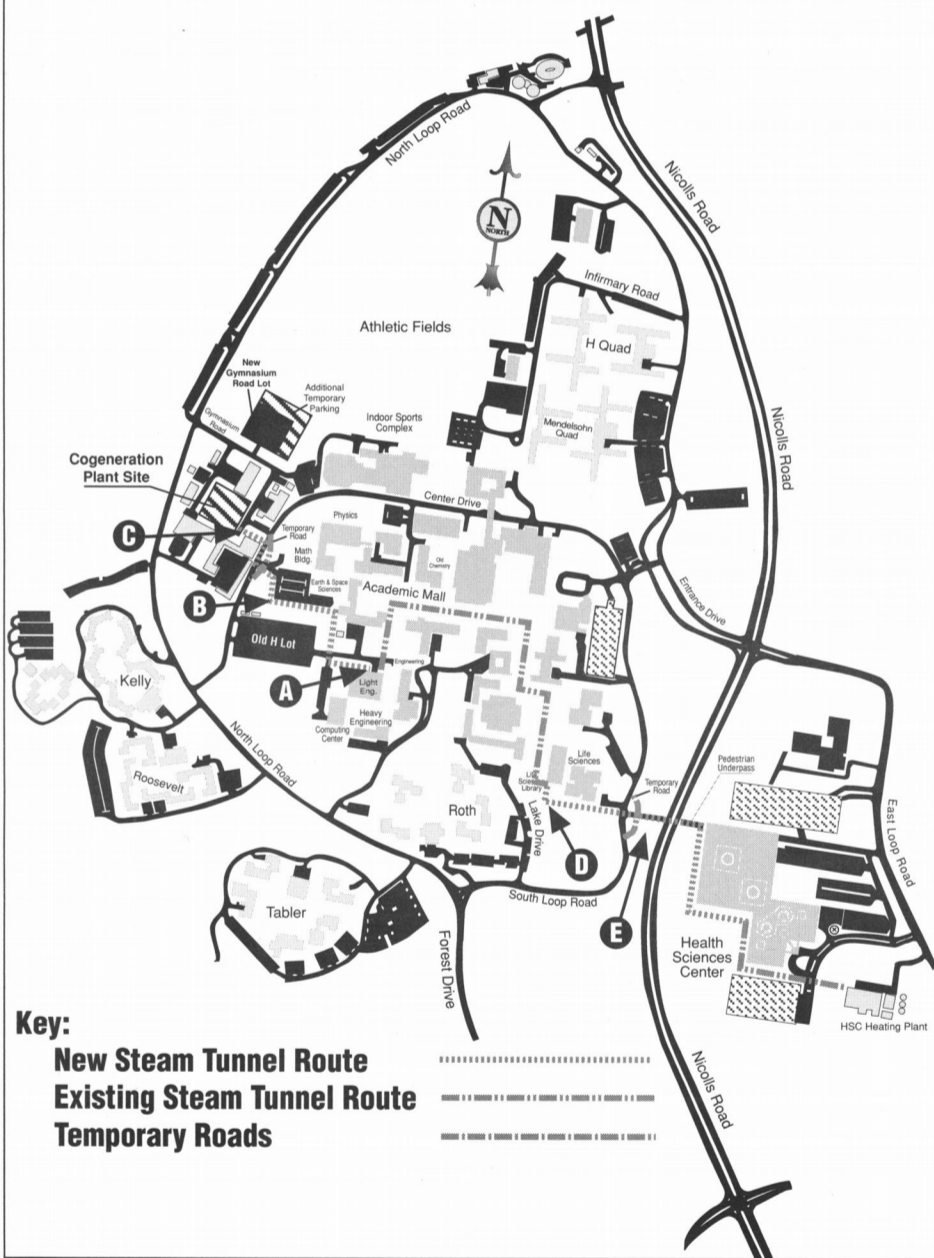 North Loop Road
Nicolls Road
N
NORTH
Infirmary Road
Athletic Fields
H Quad
New
Gymnasium
Road Lot
Additional
Temporary
Parking
Gymnasium
Road
Indoor Sports
Complex
Mendelsohn
Quad
Nicolls Road
Cogeneration
Plant Site
Center Drive
C
Temporary
Road
Physics
Old
Chemistry
Math
Bldg.
Earth & Space
Sciences
Academic Mall
Entrance Drive
B
Old H Lot
Engineering
A
Light
Eng.
Kelly
Heavy
Engineering
Computing
Center
North Loop Road
Roosevelt
Life
Sciences
Pedestrian
Underpass
Life
Sciences
Library
Temporary
Road
Roth
Lake Drive
East Loop Road
D
South Loop Road
Tabler
E
Forest Drive
Health
Sciences
Center
HSC Heating Plant
Key:
New Steam Tunnel Route
Existing Steam Tunnel Route
Temporary Roads
Nicolls Road